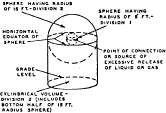 SPHERE HAVING
RADIUS OF
15 FT - DIVISION 2
SPHERE HAVING
RADIUS OF 5 FT. -
DIVISION 1
HORIZONTAL
EQUATOR OF
SPHERE
POINT OF CONNECTION
OR SOURCE OF
EXCESSIVE RELEASE
OF LIQUID OR GAS
GRADE
LEVEL
CYLINDRICAL VOLUME -
DIVISION 2 (INCLUDES
BOTTOM HALF OF 15 FT.
RADIUS SPHERE)